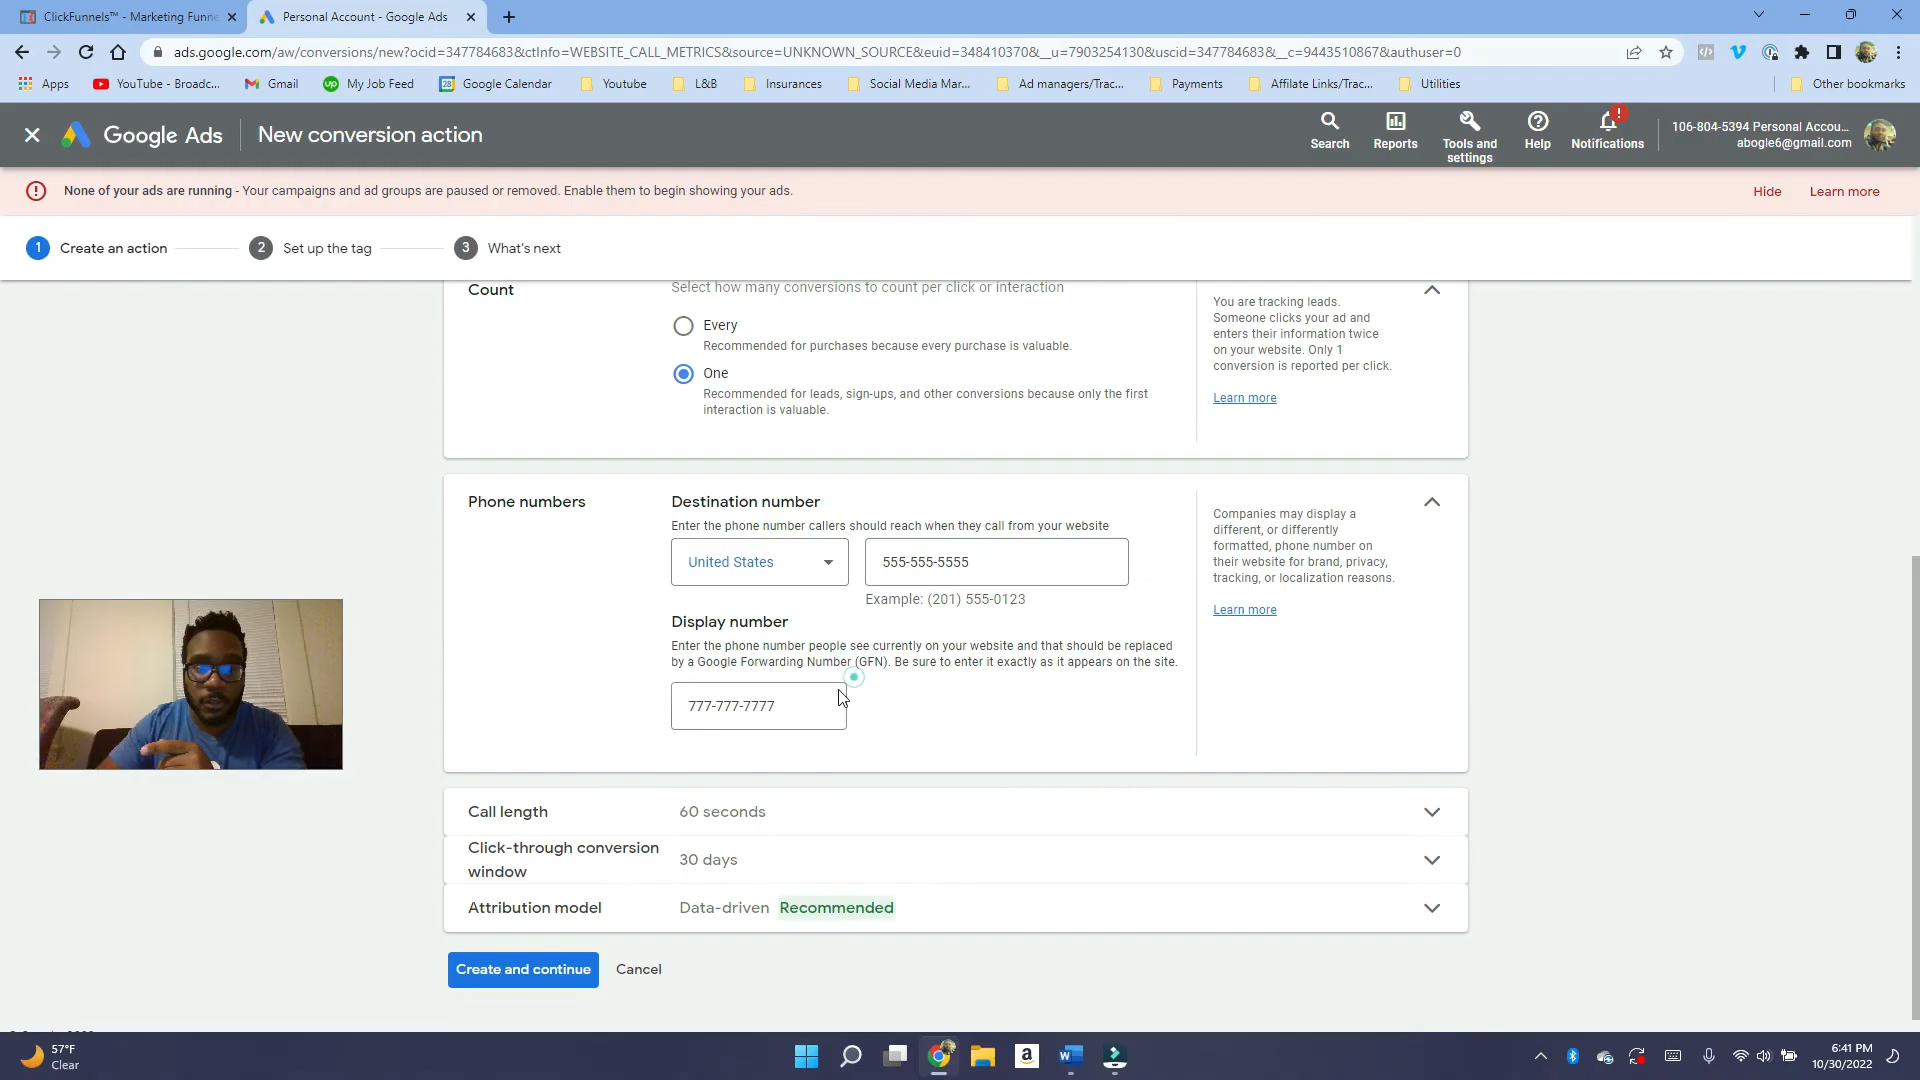 ClickFunnels™ - Marketing Funne
Personal Account - Google Ads
ads.google.com/aw/conversions/new?ocid=347784683&ctInfo=WEBSITE_CALL_METRICS&source=UNKNOWN_SOURCE&euid=348410370&__u=7903254130&uscid=347784683&__c=9443510867&authuser=0
Apps
YouTube - Broadc...
Gmail
My Job Feed
Google Calendar
Youtube
L&B
Insurances
Social Media Mar...
Ad managers/Trac...
Payments
Affilate Links/Trac...
Utilities
Other bookmarks
Google Ads
New conversion action
Search
Reports
Tools and
settings
Help
Notifications
106-804-5394 Personal Accou...
abogle6@gmail.com
None of your ads are running - Your campaigns and ad groups are paused or removed. Enable them to begin showing your ads.
Hide
Learn more
1 Create an action
2 Set up the tag
3 What's next
Count
Select how many conversions to count per click or interaction
Every
Recommended for purchases because every purchase is valuable.
One
Recommended for leads, sign-ups, and other conversions because only the first
interaction is valuable.
You are tracking leads.
Someone clicks your ad and
enters their information twice
on your website. Only 1
conversion is reported per click.
Learn more
Phone numbers
Destination number
Enter the phone number callers should reach when they call from your website
United States
555-555-5555
Example: (201) 555-0123
Display number
Enter the phone number people see currently on your website and that should be replaced
by a Google Forwarding Number (GFN). Be sure to enter it exactly as it appears on the site.
777-777-7777
Companies may display a
different, or differently
formatted, phone number on
their website for brand, privacy,
tracking, or localization reasons.
Learn more
Call length
60 seconds
Click-through conversion
window
30 days
Attribution model
Data-driven Recommended
Create and continue
Cancel
57°F
Clear
6:41 PM
10/30/2022